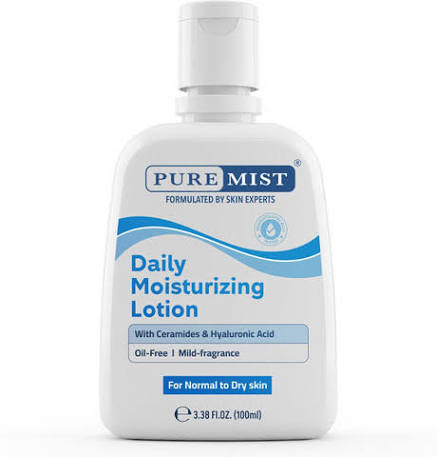 PURE MIST ®
FORMULATED BY SKIN EXPERTS
Daily
Moisturizing
Lotion
With Ceramides & Hyaluronic Acid
Oil-Free | Mild-fragrance
For Normal to Dry skin
℮ 3.38 Fl.OZ. (100ml)